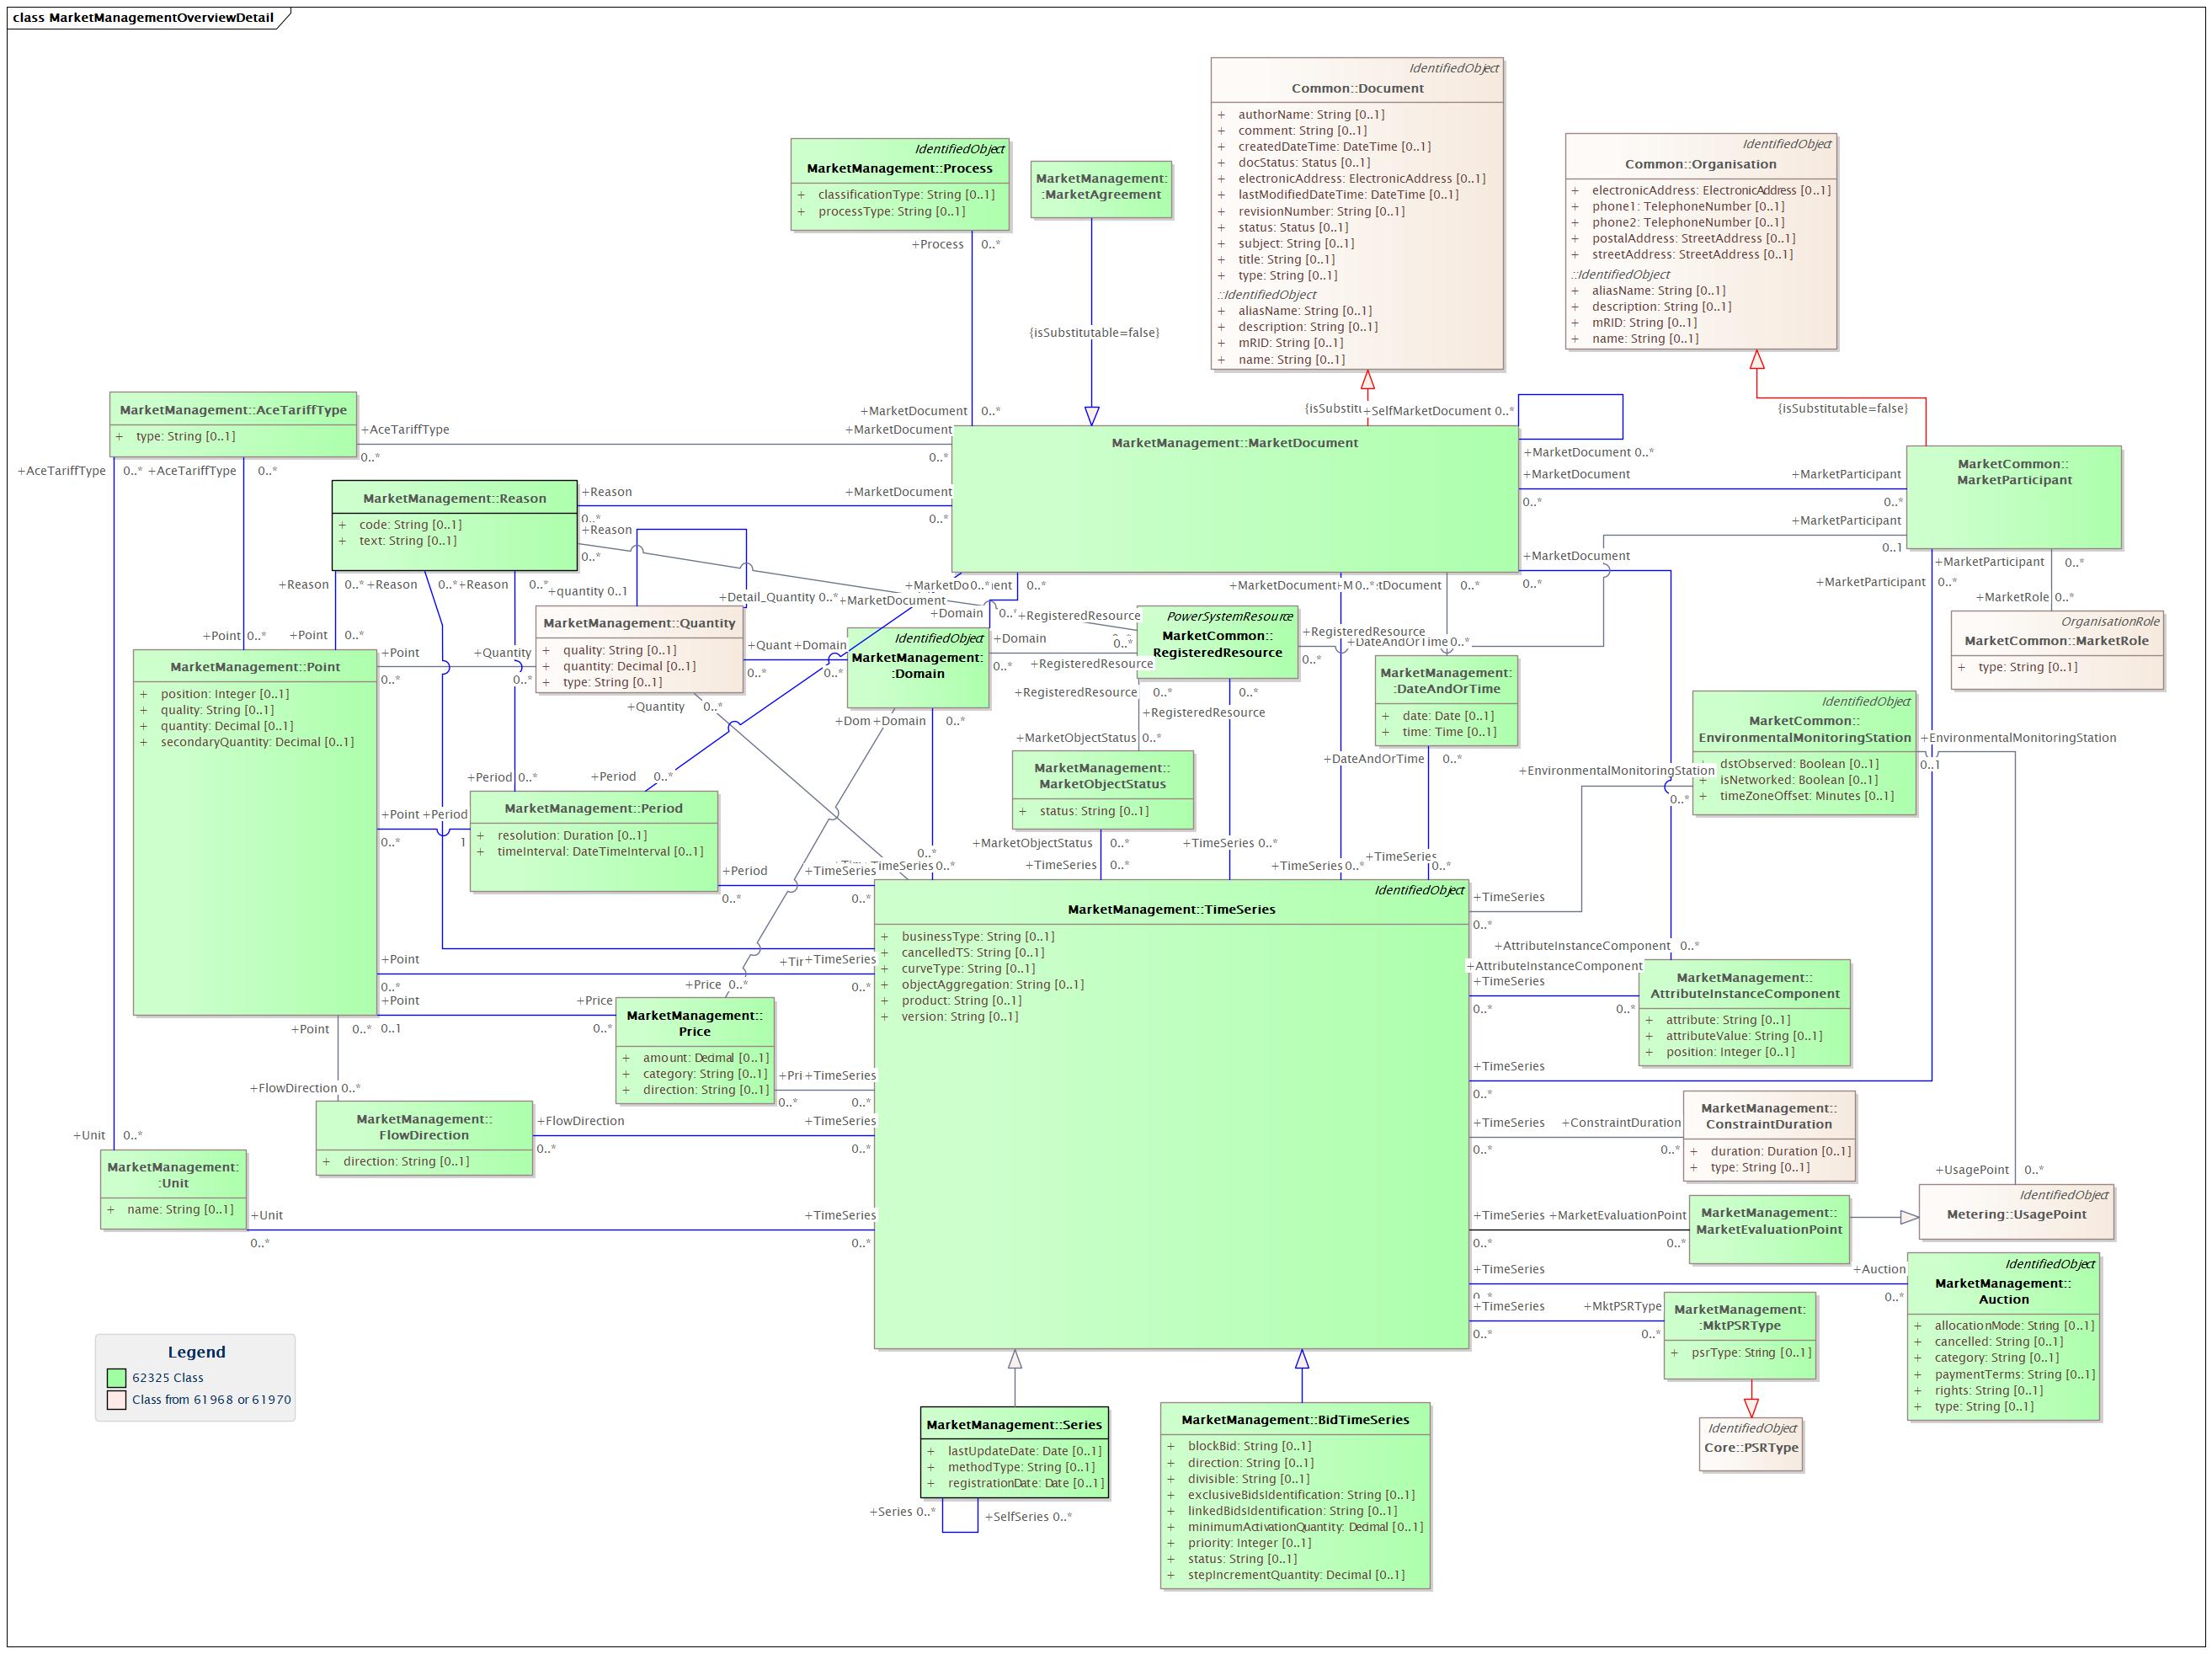 class MarketManagementOverviewDetail
IdentifiedObject
Common::Document
+ authorName: String [0..1]
+ comment: String [0..1]
+ createdDateTime: DateTime [0..1]
+ docStatus: Status [0..1]
+ electronicAddress: ElectronicAddress [0..1]
+ lastModifiedDateTime: DateTime [0..1]
+ revisionNumber: String [0..1]
+ status: Status [0..1]
+ subject: String [0..1]
+ title: String [0..1]
+ type: String [0..1]
::IdentifiedObject
+ aliasName: String [0..1]
+ description: String [0..1]
+ mRID: String [0..1]
+ name: String [0..1]
IdentifiedObject
Common::Organisation
+ electronicAddress: ElectronicAddress [0..1]
+ phone1: TelephoneNumber [0..1]
+ phone2: TelephoneNumber [0..1]
+ postalAddress: StreetAddress [0..1]
+ streetAddress: StreetAddress [0..1]
::IdentifiedObject
+ aliasName: String [0..1]
+ description: String [0..1]
+ mRID: String [0..1]
+ name: String [0..1]
IdentifiedObject
MarketManagement::Process
+ classificationType: String [0..1]
+ processType: String [0..1]
+Process 0..*
MarketManagement:
:MarketAgreement
{isSubstitutable=false}
{isSubstitu
+SelfMarketDocument 0..*
{isSubstitutable=false}
+MarketDocument 0..*
MarketManagement::AceTariffType
+ type: String [0..1]
+AceTariffType
0..*
+MarketDocument
0..*
+AceTariffType 0..*
+AceTariffType 0..*
MarketManagement::MarketDocument
+MarketDocument 0..*
+MarketDocument
0..*
+MarketParticipant
0..*
+MarketParticipant
0..1
MarketCommon::
MarketParticipant
MarketManagement::Reason
+ code: String [0..1]
+ text: String [0..1]
+Reason
0..*
+MarketDocument
0..*
+Reason
0..*
+Reason 0..*
+Reason 0..*
+Reason 0..*
+quantity 0..1
+Detail_Quantity 0..*
+MarketDocument
0..*
+MarketDocument
+MarketDocument
0..*
+MarketDocument
0..*
+MarketParticipant 0..*
+MarketParticipant 0..*
+MarketRole 0..*
OrganisationRole
MarketCommon::MarketRole
+ type: String [0..1]
+Point 0..*
+Point 0..*
MarketManagement::Point
+ position: Integer [0..1]
+ quality: String [0..1]
+ quantity: Decimal [0..1]
+ secondaryQuantity: Decimal [0..1]
+Point
0..*
+Quantity
0..*
MarketManagement::Quantity
+ quality: String [0..1]
+ quantity: Decimal [0..1]
+ type: String [0..1]
+Quantity 0..*
+Quant
0..*
+Domain
0..*
+Domain
0..*
IdentifiedObject
MarketManagement:
:Domain
+Domain
0..*
+Dom
+Domain 0..*
+RegisteredResource
0..*
+RegisteredResource
PowerSystemResource
MarketCommon::
RegisteredResource
+RegisteredResource
0..*
+RegisteredResource 0..*
+RegisteredResource
0..*
+DateAndOrTime 0..*
MarketManagement:
:DateAndOrTime
+ date: Date [0..1]
+ time: Time [0..1]
+DateAndOrTime 0..*
+MarketObjectStatus 0..*
MarketManagement::
MarketObjectStatus
+ status: String [0..1]
+MarketObjectStatus 0..*
+TimeSeries 0..*
IdentifiedObject
MarketCommon::
EnvironmentalMonitoringStation
+ dstObserved: Boolean [0..1]
+ isNetworked: Boolean [0..1]
+ timeZoneOffset: Minutes [0..1]
+EnvironmentalMonitoringStation
0..*
+EnvironmentalMonitoringStation
0..1
+Period 0..*
+Period 0..*
MarketManagement::Period
+ resolution: Duration [0..1]
+ timeInterval: DateTimeInterval [0..1]
+Point
0..*
+Period
1
+Period
0..*
+TimeSeries
0..*
+TimeSeries 0..*
0..*
+TimeSeries 0..*
+TimeSeries 0..*
+TimeSeries
0..*
IdentifiedObject
MarketManagement::TimeSeries
+ businessType: String [0..1]
+ cancelledTS: String [0..1]
+ curveType: String [0..1]
+ objectAggregation: String [0..1]
+ product: String [0..1]
+ version: String [0..1]
+TimeSeries
0..*
+Point
0..*
+TimeSeries
0..*
+Point
0..1
+Price
0..*
+Price 0..*
MarketManagement::
Price
+ amount: Decimal [0..1]
+ category: String [0..1]
+ direction: String [0..1]
+Pri
0..*
+TimeSeries
0..*
+Point 0..*
+FlowDirection 0..*
MarketManagement::
FlowDirection
+ direction: String [0..1]
+FlowDirection
0..*
+TimeSeries
0..*
+Unit 0..*
MarketManagement:
:Unit
+ name: String [0..1]
+Unit
0..*
+TimeSeries
0..*
+AttributeInstanceComponent 0..*
+AttributeInstanceComponent
0..*
+TimeSeries
0..*
MarketManagement::
AttributeInstanceComponent
+ attribute: String [0..1]
+ attributeValue: String [0..1]
+ position: Integer [0..1]
+TimeSeries
0..*
+TimeSeries
0..*
+ConstraintDuration
0..*
MarketManagement::
ConstraintDuration
+ duration: Duration [0..1]
+ type: String [0..1]
+UsagePoint 0..*
IdentifiedObject
Metering::UsagePoint
+TimeSeries
0..*
+MarketEvaluationPoint
0..*
MarketManagement::
MarketEvaluationPoint
+TimeSeries
0..*
+Auction
0..*
IdentifiedObject
MarketManagement::
Auction
+ allocationMode: String [0..1]
+ cancelled: String [0..1]
+ category: String [0..1]
+ paymentTerms: String [0..1]
+ rights: String [0..1]
+ type: String [0..1]
+TimeSeries
0..*
+MktPSRType
0..*
MarketManagement:
:MktPSRType
+ psrType: String [0..1]
IdentifiedObject
Core::PSRType
Legend
62325 Class
Class from 61968 or 61970
MarketManagement::Series
+ lastUpdateDate: Date [0..1]
+ methodType: String [0..1]
+ registrationDate: Date [0..1]
+Series 0..*
+SelfSeries 0..*
MarketManagement::BidTimeSeries
+ blockBid: String [0..1]
+ direction: String [0..1]
+ divisible: String [0..1]
+ exclusiveBidsIdentification: String [0..1]
+ linkedBidsIdentification: String [0..1]
+ minimumActivationQuantity: Decimal [0..1]
+ priority: Integer [0..1]
+ status: String [0..1]
+ stepIncrementQuantity: Decimal [0..1]